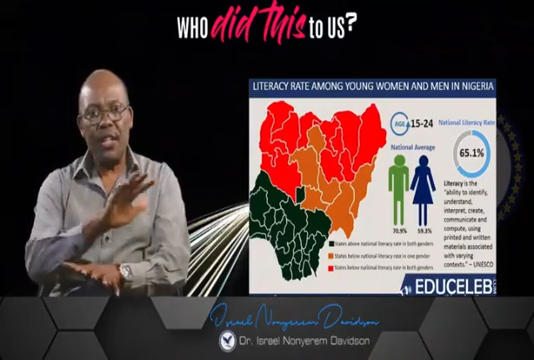 WHO did this to US?
LITERACY RATE AMONG YOUNG WOMEN AND MEN IN NIGERIA
AGE 15-24
National Literacy Rate
65.1%
National Average
70.9%
59.3%
Literacy is the
"ability to identify,
understand,
interpret, create,
communicate and
compute, using
printed and written
materials associated
with varying
contexts." – UNESCO
States above national literacy rate in both genders
States below national literacy rate in one gender
States below national literacy rate in both genders
EDUCELEB
Israel Nonyerem Davidson
Dr. Israel Nonyerem Davidson